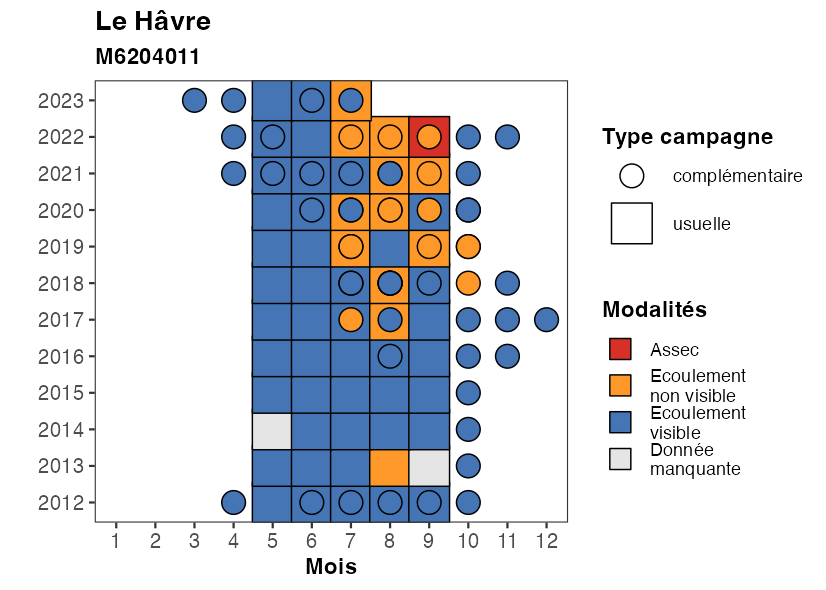 Le Hâvre
M6204011
2023
2022
2021
2020
2019
2018
2017
2016
2015
2014
2013
2012
1 2 3 4 5 6 7 8 9 10 11 12
Mois
Type campagne
complémentaire
usuelle
Modalités
Assec
Ecoulement
non visible
Ecoulement
visible
Donnée
manquante